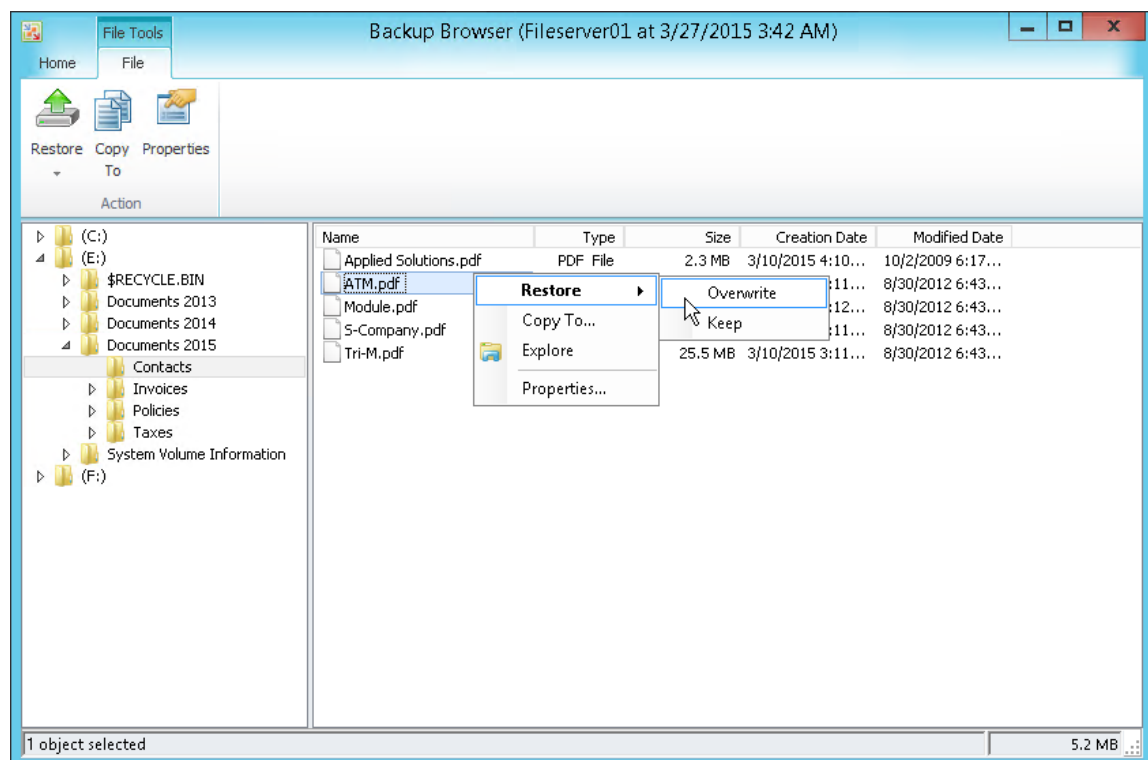 File Tools
Backup Browser (Fileserver01 at 3/27/2015 3:42 AM)
Home File
Restore Copy To Properties
Action
(C:)
(E:)
$RECYCLE.BIN
Documents 2013
Documents 2014
Documents 2015
Contacts
Invoices
Policies
Taxes
System Volume Information
(F:)
Name Type Size Creation Date Modified Date
Applied Solutions.pdf PDF File 2.3 MB 3/10/2015 4:10... 10/2/2009 6:17...
ATM.pdf :11... 8/30/2012 6:43...
Module.pdf :12... 8/30/2012 6:43...
S-Company.pdf :11... 8/30/2012 6:43...
Tri-M.pdf 25.5 MB 3/10/2015 3:11... 8/30/2012 6:43...
Restore
Copy To...
Explore
Properties...
Overwrite
Keep
1 object selected 5.2 MB